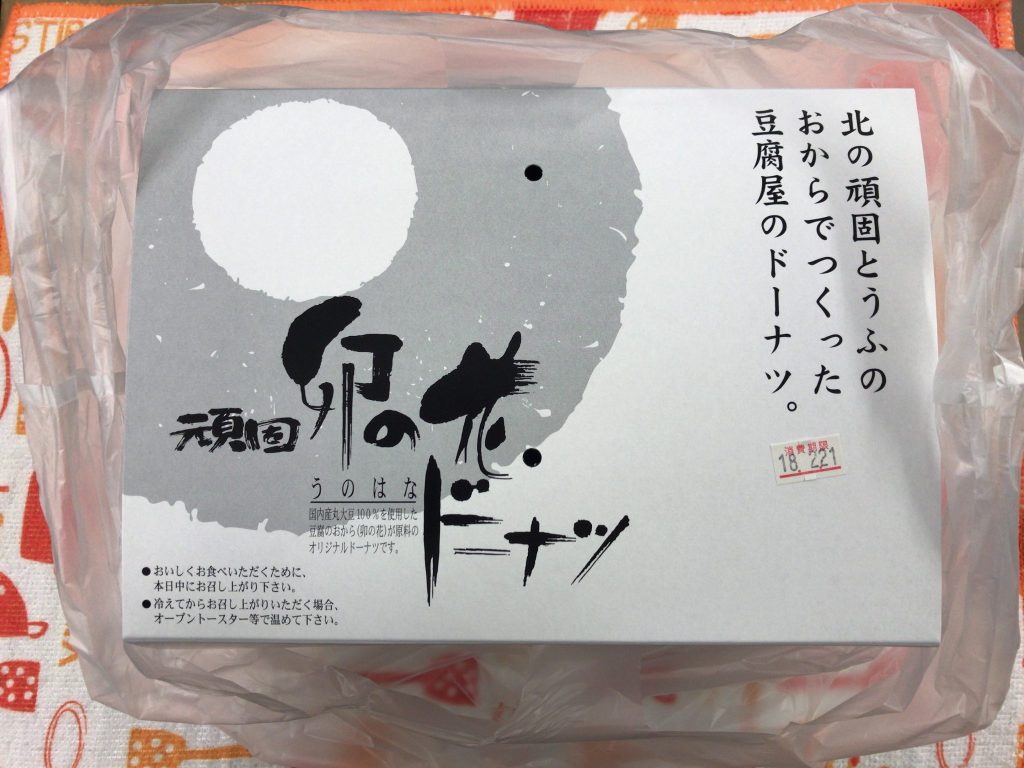 北の頑固とうふの
おからでつくった
豆腐屋のドーナツ。
消費期限
18. 2.21
頑固
卯の花
ドーナツ
うのはな
国内産丸大豆100%を使用した
豆腐のおから(卯の花)が原料の
オリジナルドーナツです。
●おいしくお食べいただくために、
本日中にお召し上がり下さい。
●冷えてからお召し上がりいただく場合、
オーブントースター等で温めて下さい。